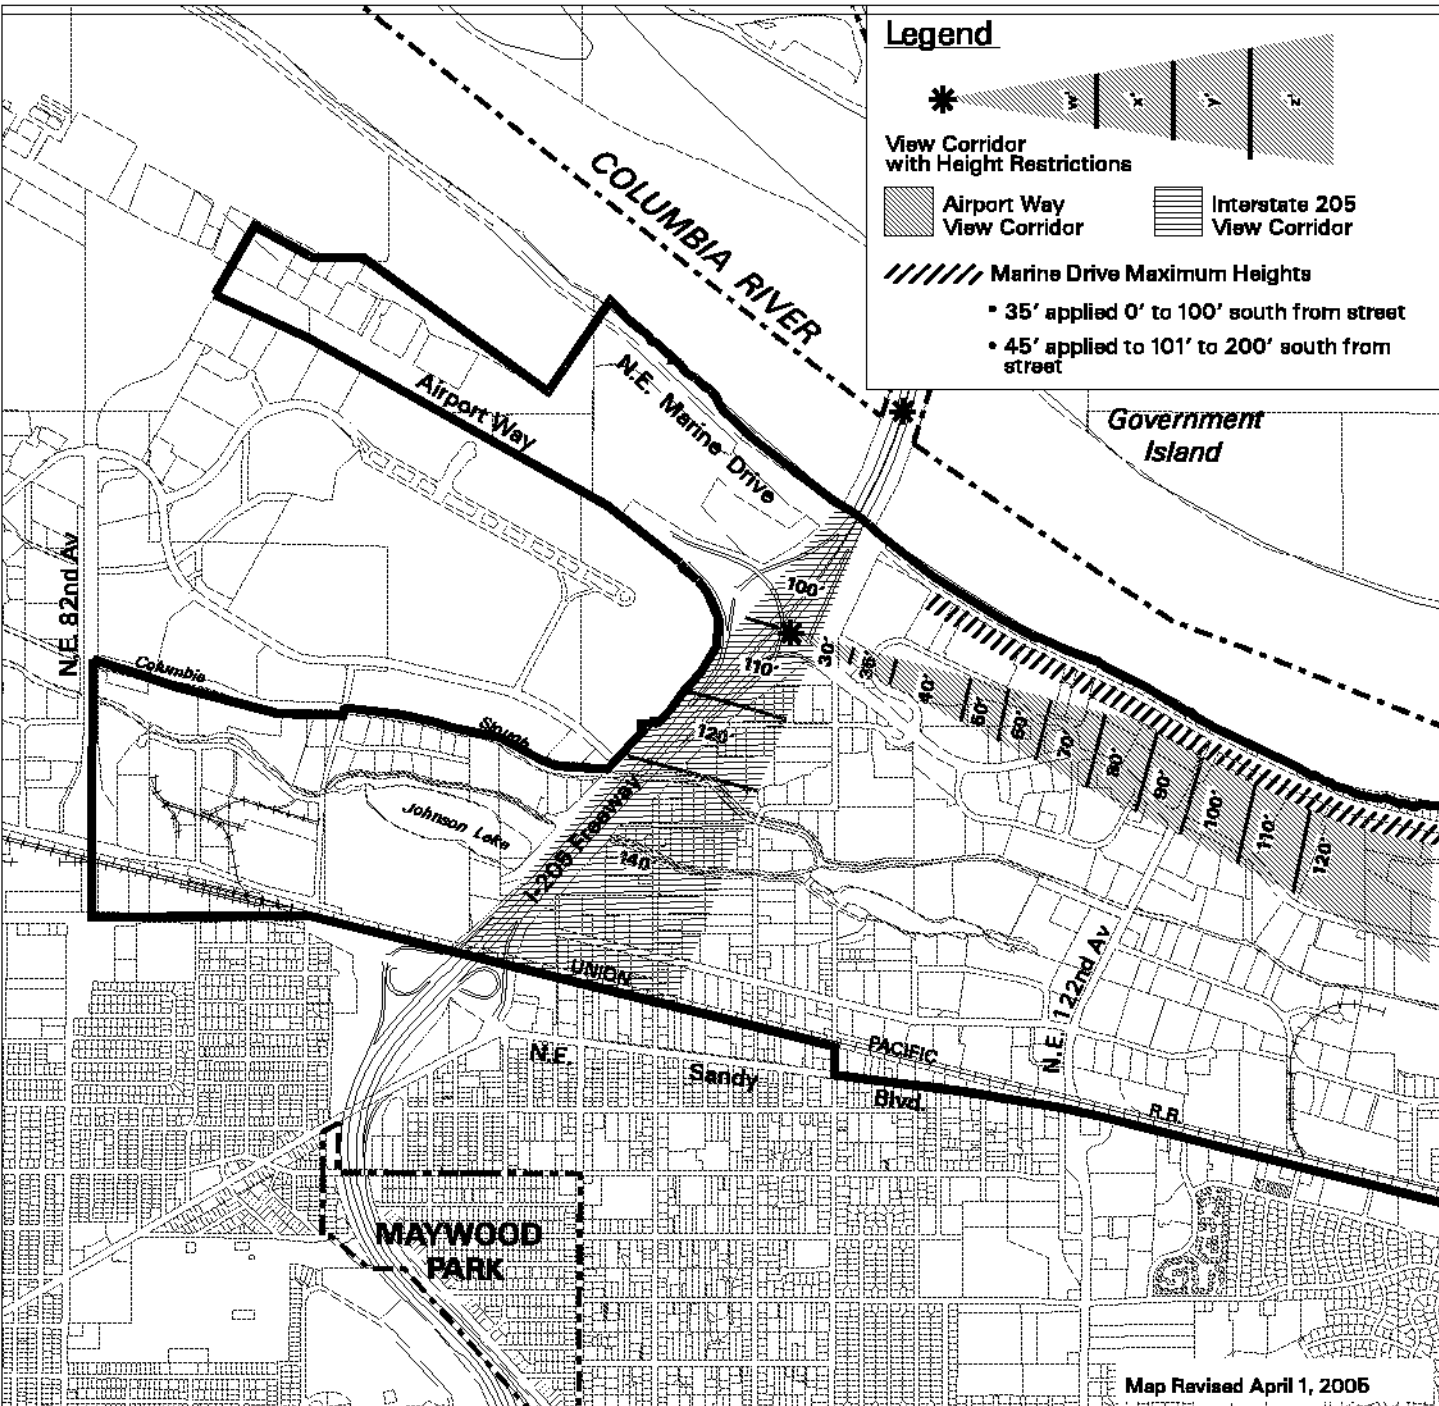 Legend
w' x' y' z'
View Corridor
with Height Restrictions
Airport Way
View Corridor
Interstate 205
View Corridor
Marine Drive Maximum Heights
• 35' applied 0' to 100' south from street
• 45' applied to 101' to 200' south from
street
COLUMBIA RIVER
Government
Island
N.E. Marine Drive
Airport Way
N.E. 82nd Av
Columbia
Slough
Johnson Lake
I-205 Freeway
100'
110'
120'
140'
30'
35'
40'
50'
60'
70'
80'
90'
100'
110'
120'
N.E. 122nd Av
UNION
PACIFIC
R.R.
N.E.
Sandy
Blvd.
MAYWOOD
PARK
Map Revised April 1, 2005